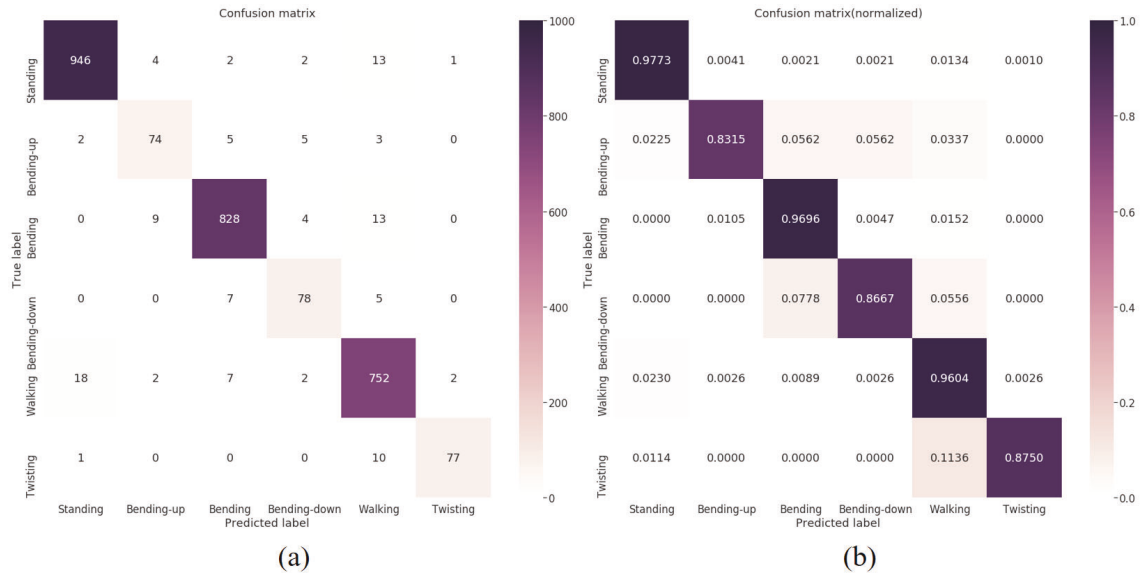 Confusion matrix
True label
Standing
Bending-up
Bending
Bending-down
Walking
Twisting
946 4 2 2 13 1
2 74 5 5 3 0
0 9 828 4 13 0
0 0 7 78 5 0
18 2 7 2 752 2
1 0 0 0 10 77
Standing Bending-up Bending Bending-down Walking Twisting
Predicted label
1000
800
600
400
200
0
(a)
Confusion matrix(normalized)
True label
Standing
Bending-up
Bending
Bending-down
Walking
Twisting
0.9773 0.0041 0.0021 0.0021 0.0134 0.0010
0.0225 0.8315 0.0562 0.0562 0.0337 0.0000
0.0000 0.0105 0.9696 0.0047 0.0152 0.0000
0.0000 0.0000 0.0778 0.8667 0.0556 0.0000
0.0230 0.0026 0.0089 0.0026 0.9604 0.0026
0.0114 0.0000 0.0000 0.0000 0.1136 0.8750
Standing Bending-up Bending Bending-down Walking Twisting
Predicted label
1.0
0.8
0.6
0.4
0.2
0.0
(b)